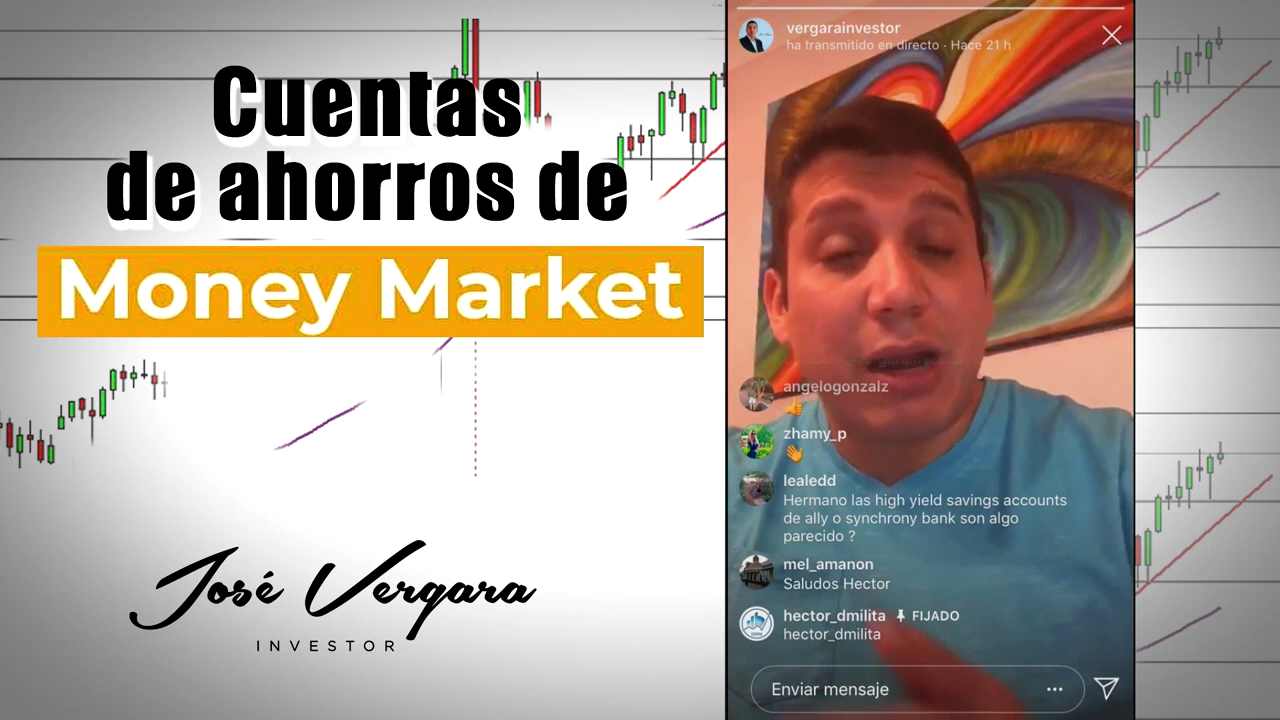 Cuentas
de ahorros de
Money Market
José Vergara
INVESTOR
vergarainvestor
ha transmitido en directo · Hace 21 h
angelogonzalz
zhamy_p
lealedd
Hermano las high yield savings accounts
de ally o synchrony bank son algo
parecido ?
mel_amanon
Saludos Hector
hector_dmilita FIJADO
hector_dmilita
Enviar mensaje